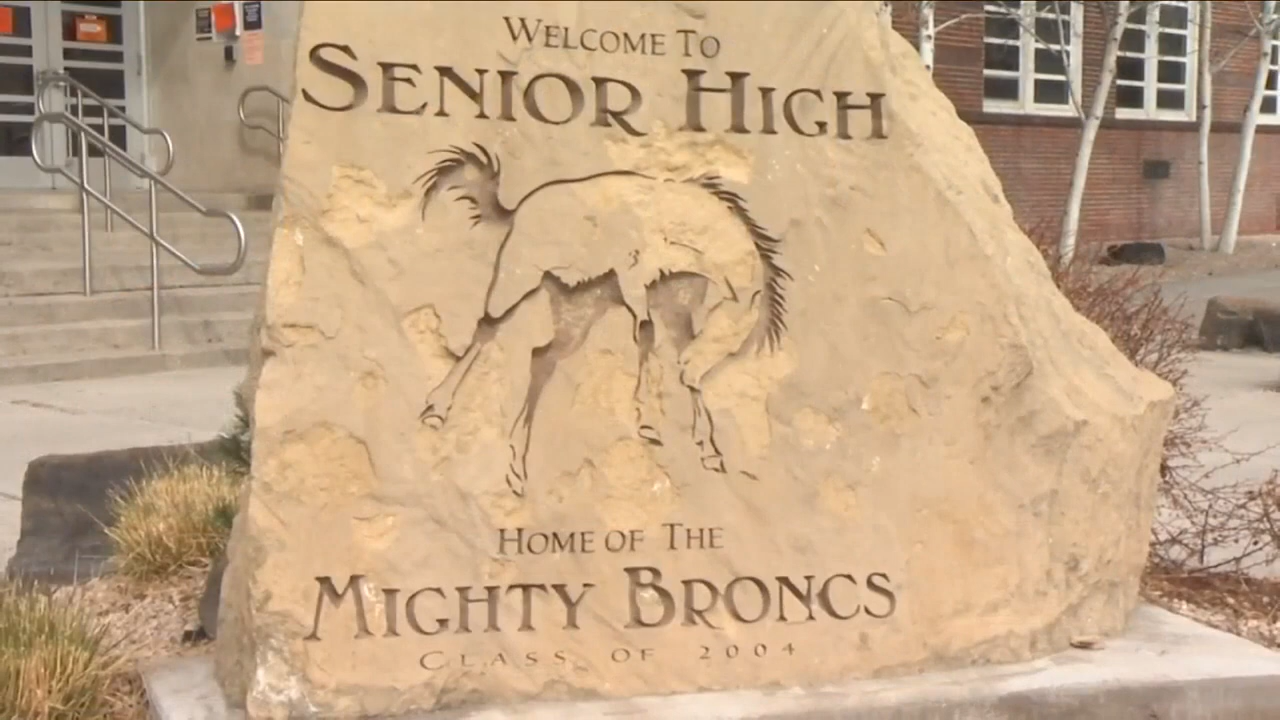 Welcome To
Senior High
Home of The
Mighty Broncs
Class of 2004